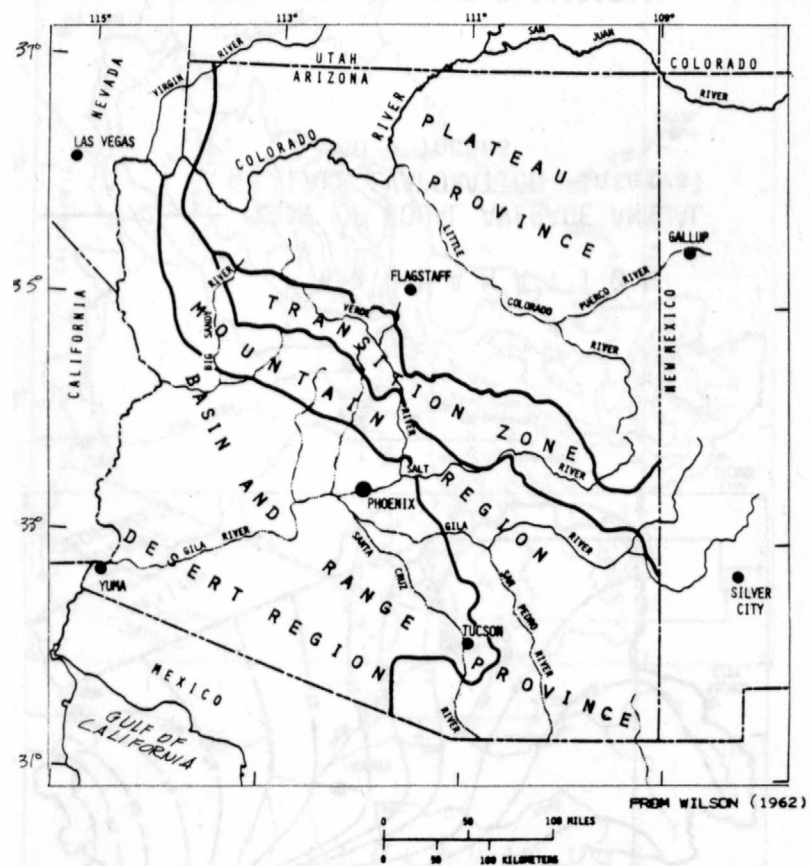 115° 113° 111° 109°
37°
35°
33°
31°
NEVADA
VIRGIN RIVER
UTAH
ARIZONA
SAN JUAN RIVER
COLORADO
LAS VEGAS
COLORADO RIVER
PLATEAU PROVINCE
GALLUP
PUERCO RIVER
LITTLE COLORADO RIVER
FLAGSTAFF
CALIFORNIA
NEW MEXICO
BIG SANDY RIVER
VERDE RIVER
TRANSITION ZONE
MOUNTAIN REGION
BASIN AND RANGE PROVINCE
SALT RIVER
PHOENIX
GILA RIVER
GILA RIVER
DESERT REGION
SANTA CRUZ RIVER
SAN PEDRO RIVER
YUMA
TUCSON
SILVER CITY
MEXICO
GULF OF CALIFORNIA
FROM WILSON (1962)
0 50 100 MILES
0 50 100 KILOMETERS